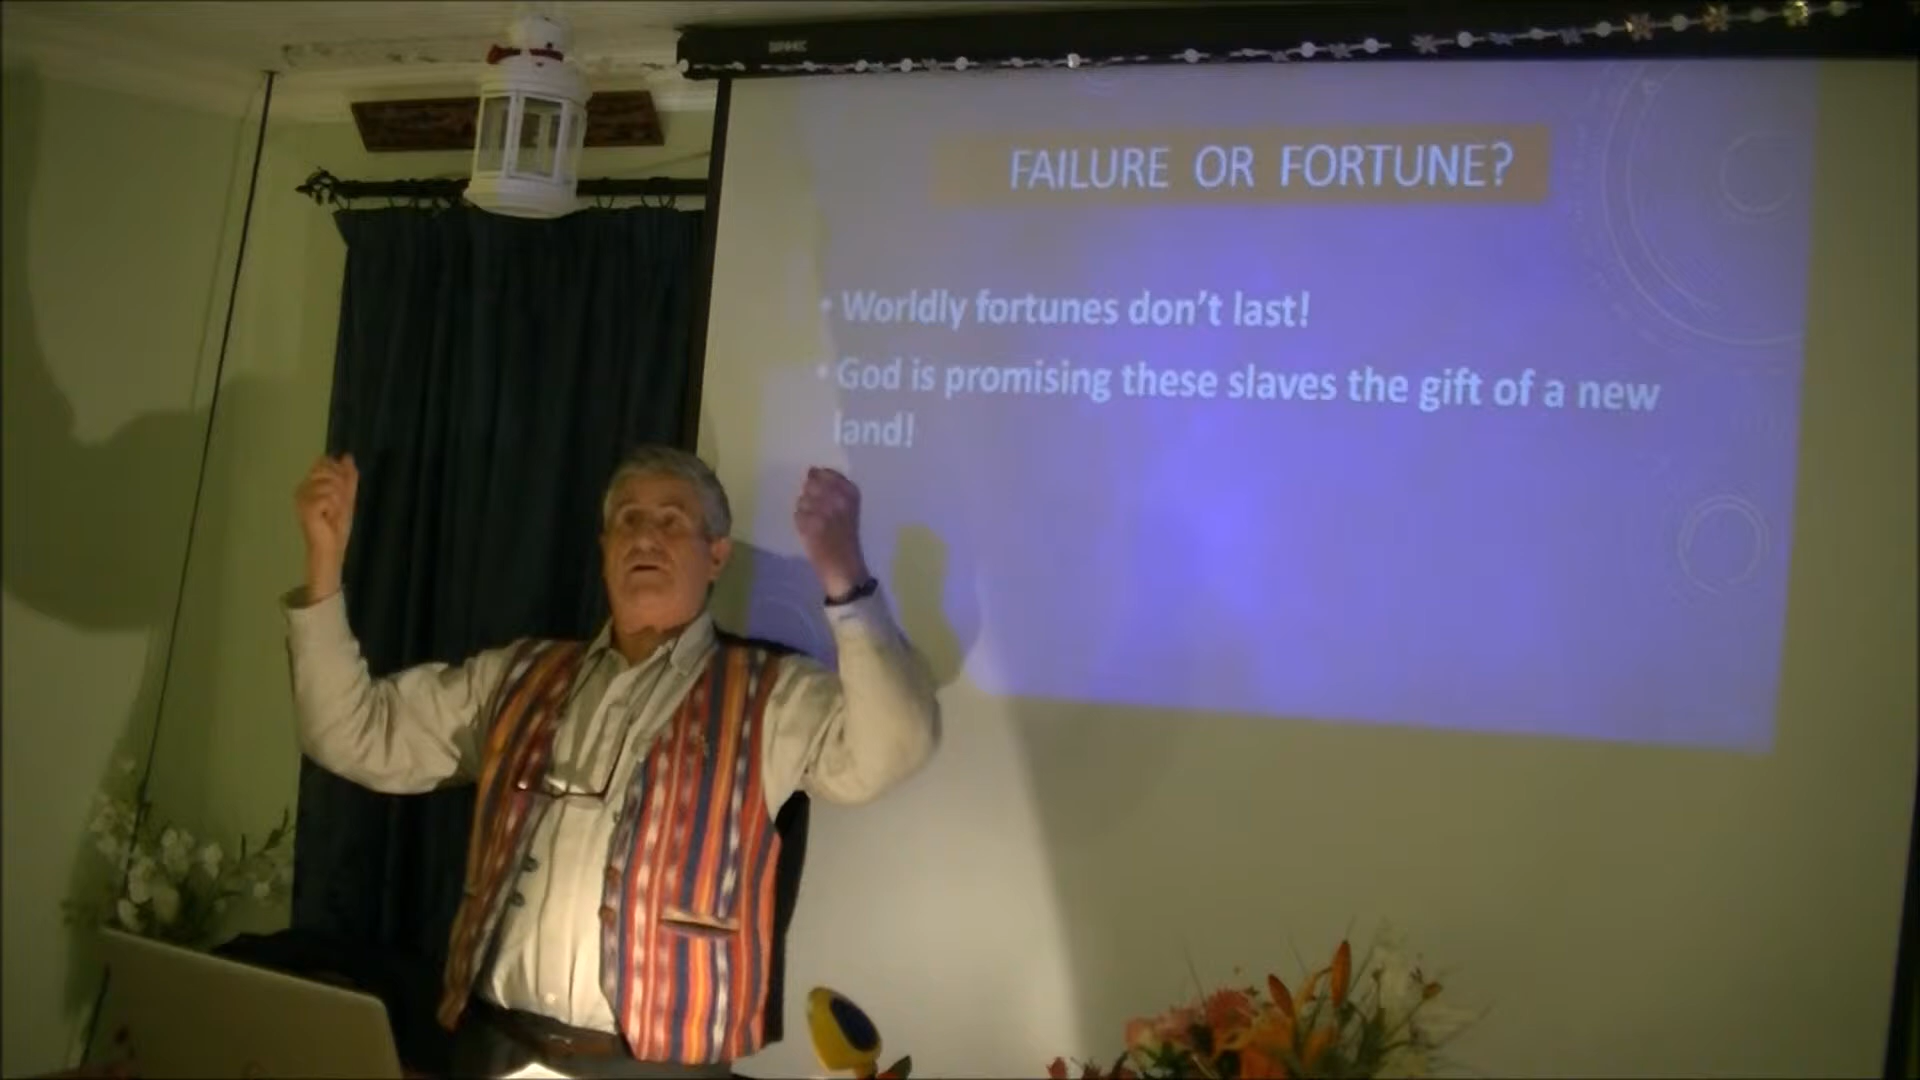 FAILURE OR FORTUNE?
• Worldly fortunes don't last!
• God is promising these slaves the gift of a new
land!